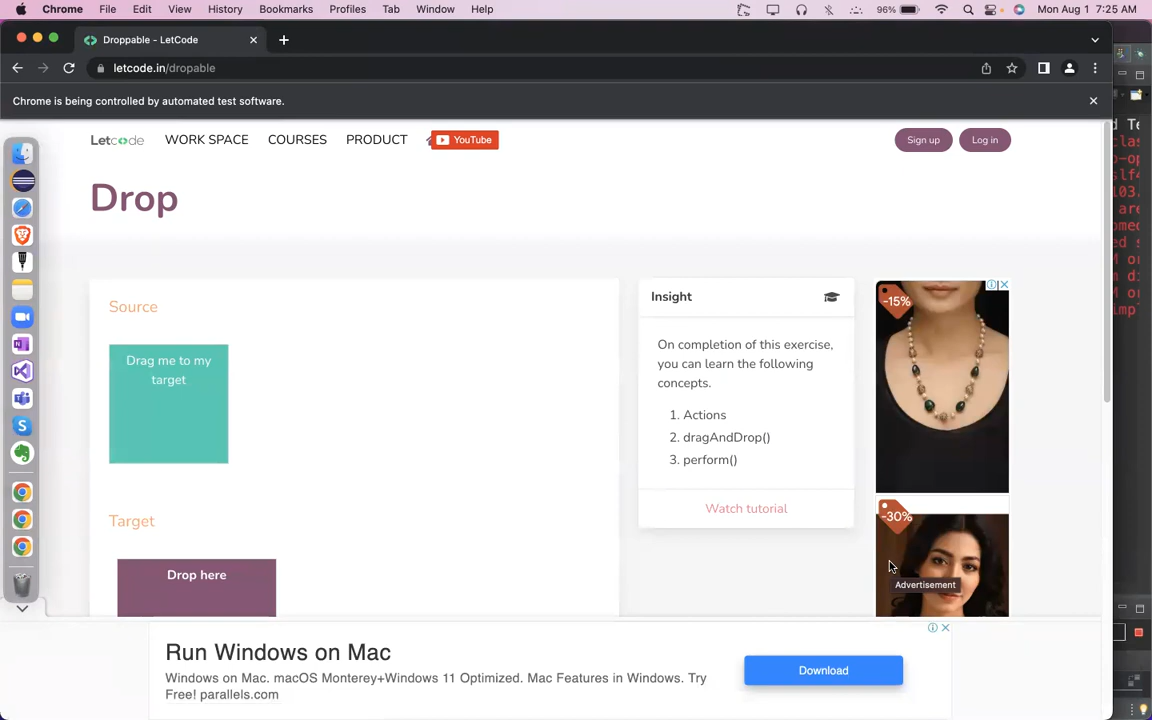 Chrome File Edit View History Bookmarks Profiles Tab Window Help 96% Mon Aug 1 7:25 AM
Droppable - LetCode
letcode.in/dropable
Chrome is being controlled by automated test software.
Letcode WORK SPACE COURSES PRODUCT YouTube Sign up Log in
Drop
Source
Drag me to my
target
Target
Drop here
Insight
On completion of this exercise,
you can learn the following
concepts.
1. Actions
2. dragAndDrop()
3. perform()
Watch tutorial
-15%
-30%
Advertisement
Run Windows on Mac
Windows on Mac. macOS Monterey+Windows 11 Optimized. Mac Features in Windows. Try
Free! parallels.com
Download